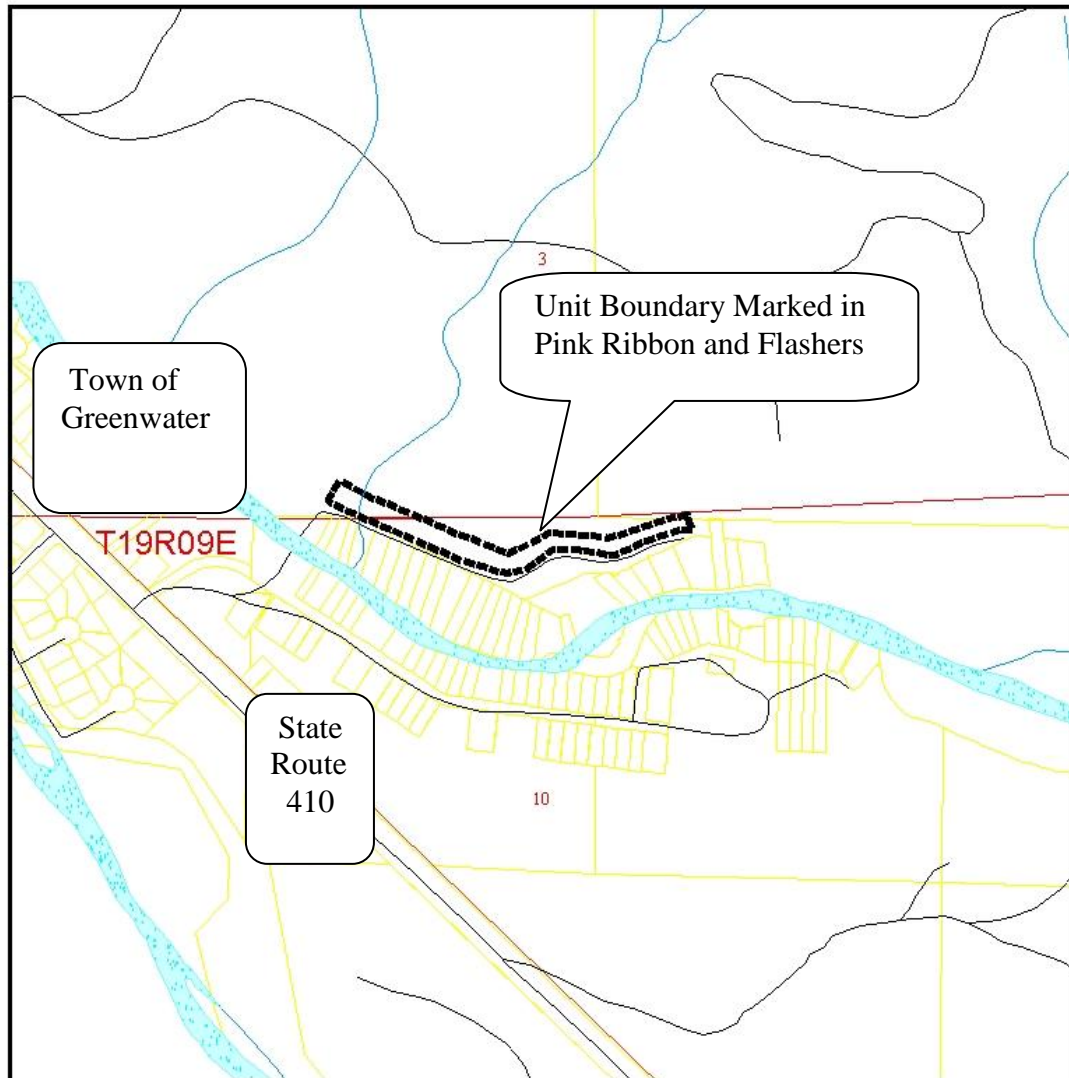 3
Unit Boundary Marked in
Pink Ribbon and Flashers
Town of
Greenwater
T19R09E
State
Route
410
10